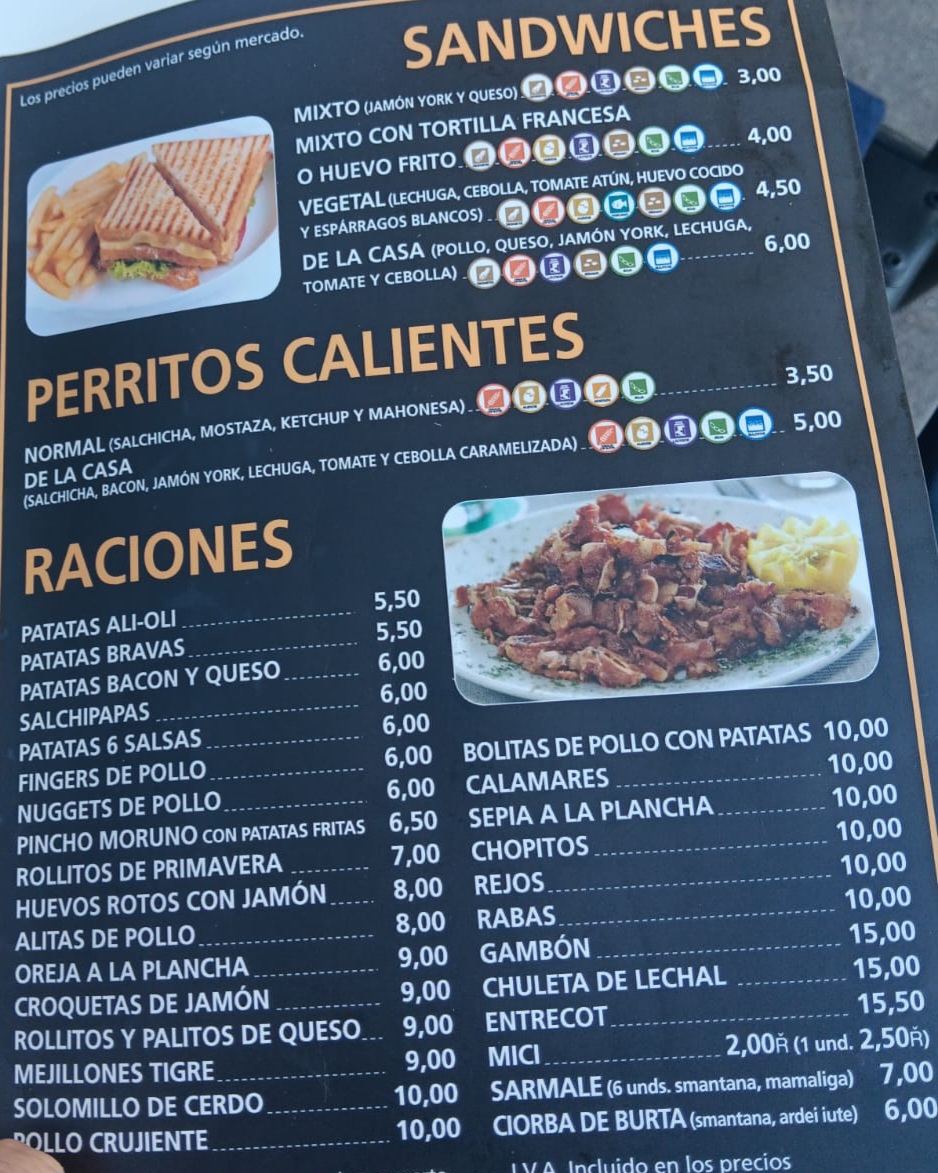 Los precios pueden variar según mercado.
SANDWICHES
MIXTO (JAMÓN YORK Y QUESO) 3,00
MIXTO CON TORTILLA FRANCESA
O HUEVO FRITO 4,00
VEGETAL (LECHUGA, CEBOLLA, TOMATE ATÚN, HUEVO COCIDO
Y ESPÁRRAGOS BLANCOS) 4,50
DE LA CASA (POLLO, QUESO, JAMÓN YORK, LECHUGA,
TOMATE Y CEBOLLA) 6,00
PERRITOS CALIENTES
NORMAL (SALCHICHA, MOSTAZA, KETCHUP Y MAHONESA) 3,50
DE LA CASA
(SALCHICHA, BACON, JAMÓN YORK, LECHUGA, TOMATE Y CEBOLLA CARAMELIZADA) 5,00
RACIONES
PATATAS ALI-OLI 5,50
PATATAS BRAVAS 5,50
PATATAS BACON Y QUESO 6,00
SALCHIPAPAS 6,00
PATATAS 6 SALSAS 6,00
FINGERS DE POLLO 6,00
NUGGETS DE POLLO 6,00
PINCHO MORUNO CON PATATAS FRITAS 6,50
ROLLITOS DE PRIMAVERA 7,00
HUEVOS ROTOS CON JAMÓN 8,00
ALITAS DE POLLO 8,00
OREJA A LA PLANCHA 9,00
CROQUETAS DE JAMÓN 9,00
ROLLITOS Y PALITOS DE QUESO 9,00
MEJILLONES TIGRE 9,00
SOLOMILLO DE CERDO 10,00
POLLO CRUJIENTE 10,00
BOLITAS DE POLLO CON PATATAS 10,00
CALAMARES 10,00
SEPIA A LA PLANCHA 10,00
CHOPITOS 10,00
REJOS 10,00
RABAS 10,00
GAMBÓN 15,00
CHULETA DE LECHAL 15,00
ENTRECOT 15,50
MICI 2,00Ř (1 und. 2,50Ř)
SARMALE (6 unds. smantana, mamaliga) 7,00
CIORBA DE BURTA (smantana, ardei iute) 6,00
I.V.A. Incluido en los precios